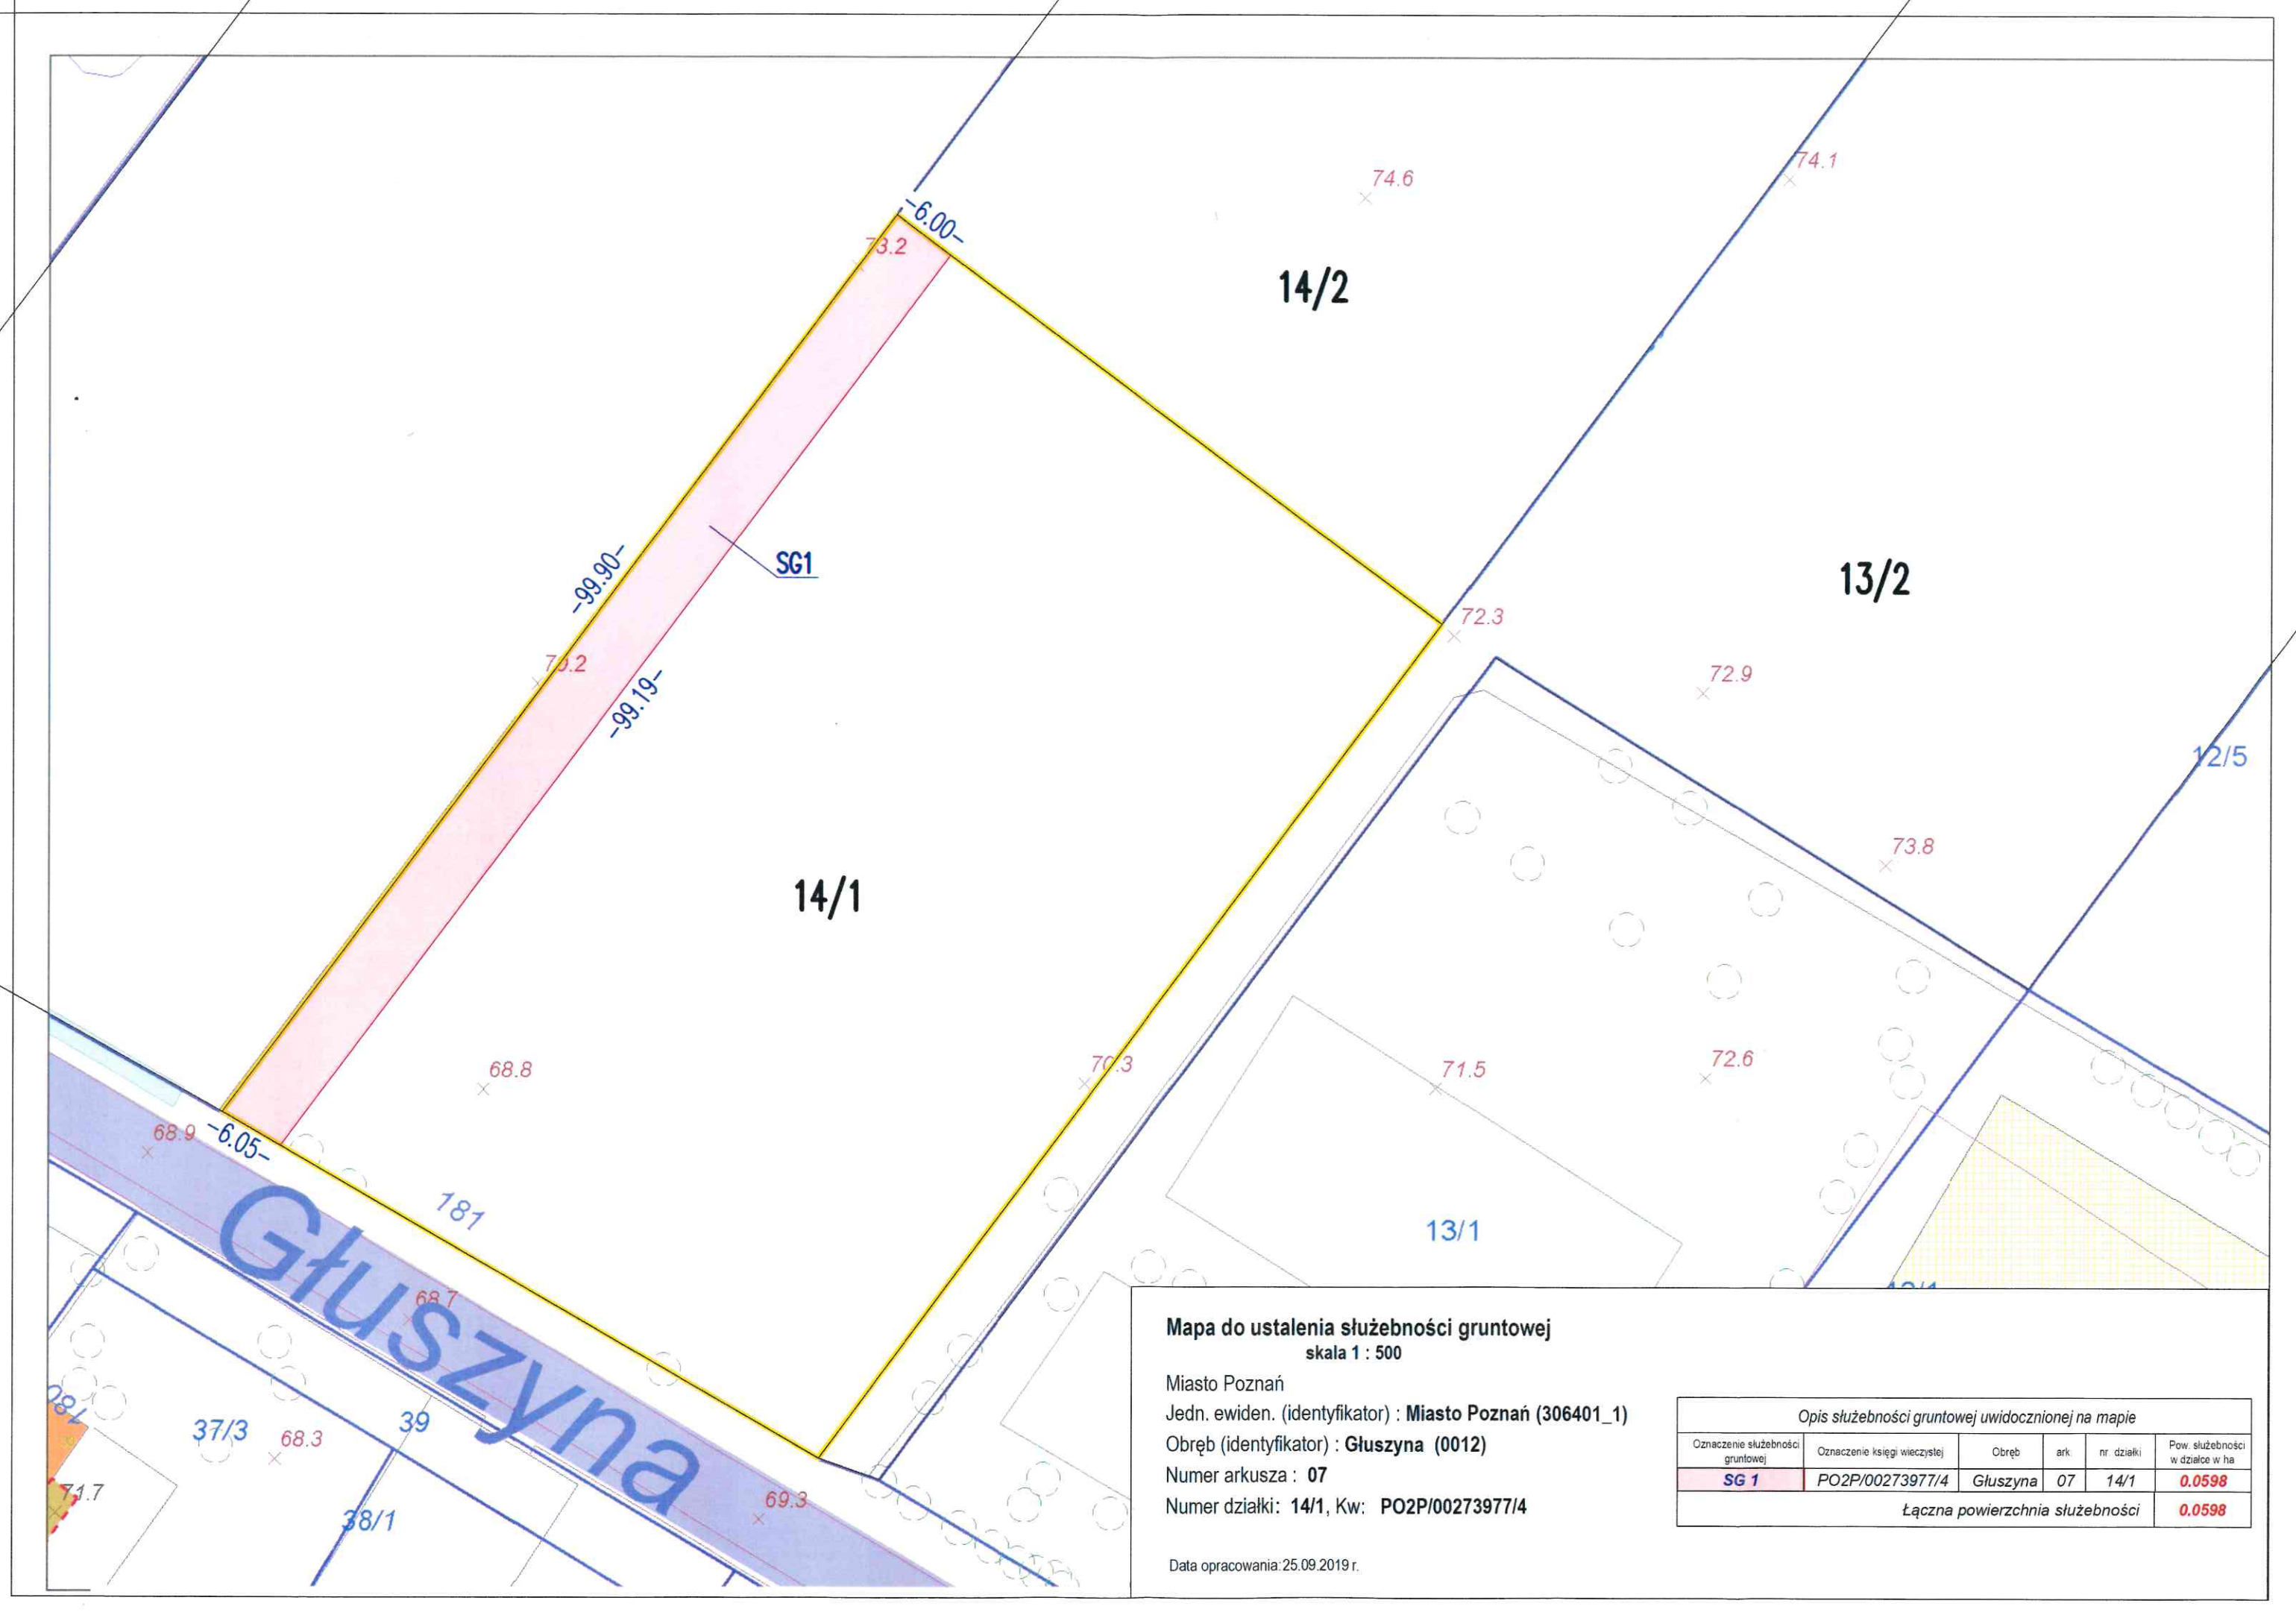 74.1
74.6
-6.00-
73.2
14/2
-99.90-
SG1
13/2
72.3
70.2
72.9
-99.19-
12/5
73.8
14/1
68.8
70.3
71.5
72.6
68.9
-6.05-
181
13/1
Głuszyna
68.7
180
37/3
68.3
39
71.7
38/1
69.3
Mapa do ustalenia służebności gruntowej
skala 1 : 500
Miasto Poznań
Jedn. ewiden. (identyfikator) : Miasto Poznań (306401_1)
Obręb (identyfikator) : Głuszyna (0012)
Numer arkusza : 07
Numer działki: 14/1, Kw: PO2P/00273977/4
Data opracowania: 25.09.2019 r.
Opis służebności gruntowej uwidocznionej na mapie
Oznaczenie służebności gruntowej
Oznaczenie księgi wieczystej
Obręb
ark
nr. działki
Pow. służebności w działce w ha
SG 1
PO2P/00273977/4
Głuszyna
07
14/1
0.0598
Łączna powierzchnia służebności
0.0598